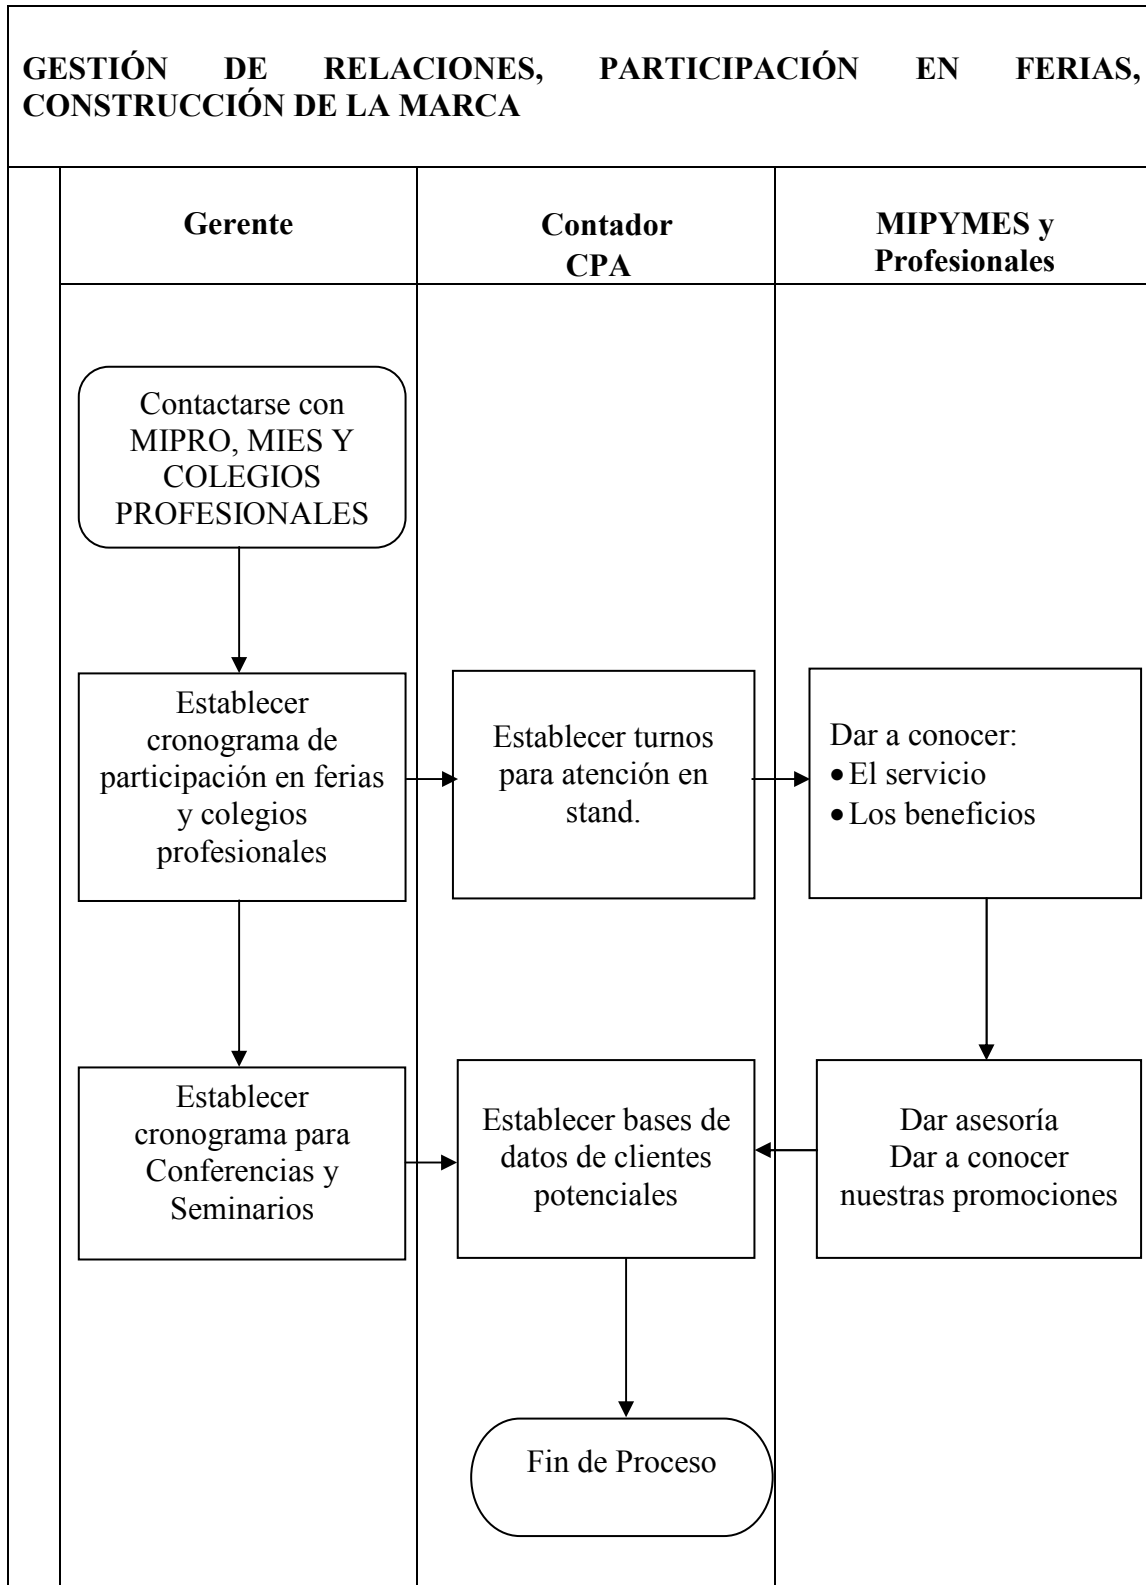 GESTIÓN DE RELACIONES, PARTICIPACIÓN EN FERIAS,
CONSTRUCCIÓN DE LA MARCA
Gerente
Contador
CPA
MIPYMES y
Profesionales
Contactarse con
MIPRO, MIES Y
COLEGIOS
PROFESIONALES
Establecer
cronograma de
participación en ferias
y colegios
profesionales
Establecer turnos
para atención en
stand.
Dar a conocer:
• El servicio
• Los beneficios
Establecer
cronograma para
Conferencias y
Seminarios
Establecer bases de
datos de clientes
potenciales
Dar asesoría
Dar a conocer
nuestras promociones
Fin de Proceso